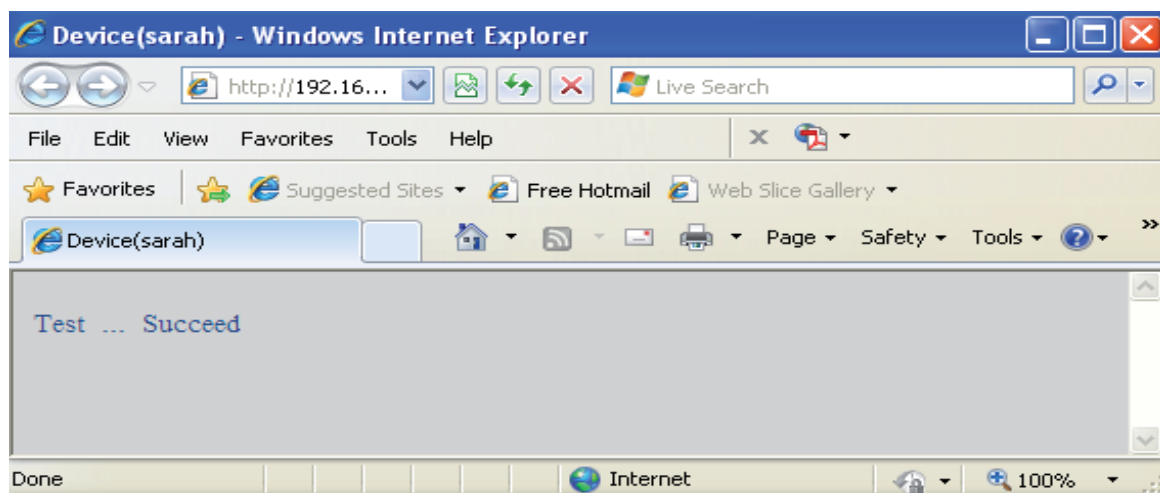 Device(sarah) - Windows Internet Explorer
http://192.16... Live Search
File Edit View Favorites Tools Help
Favorites Suggested Sites Free Hotmail Web Slice Gallery
Device(sarah) Page Safety Tools »
Test ... Succeed
Done Internet 100%